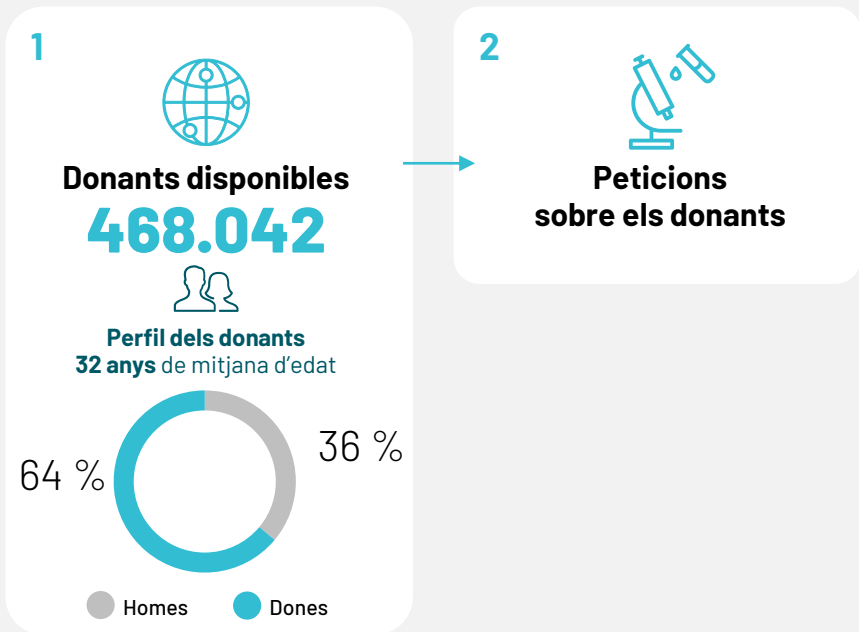 1
Donants disponibles
468.042
Perfil dels donants
32 anys de mitjana d’edat
64 %
36 %
Homes
Dones
2
Peticions
sobre els donants